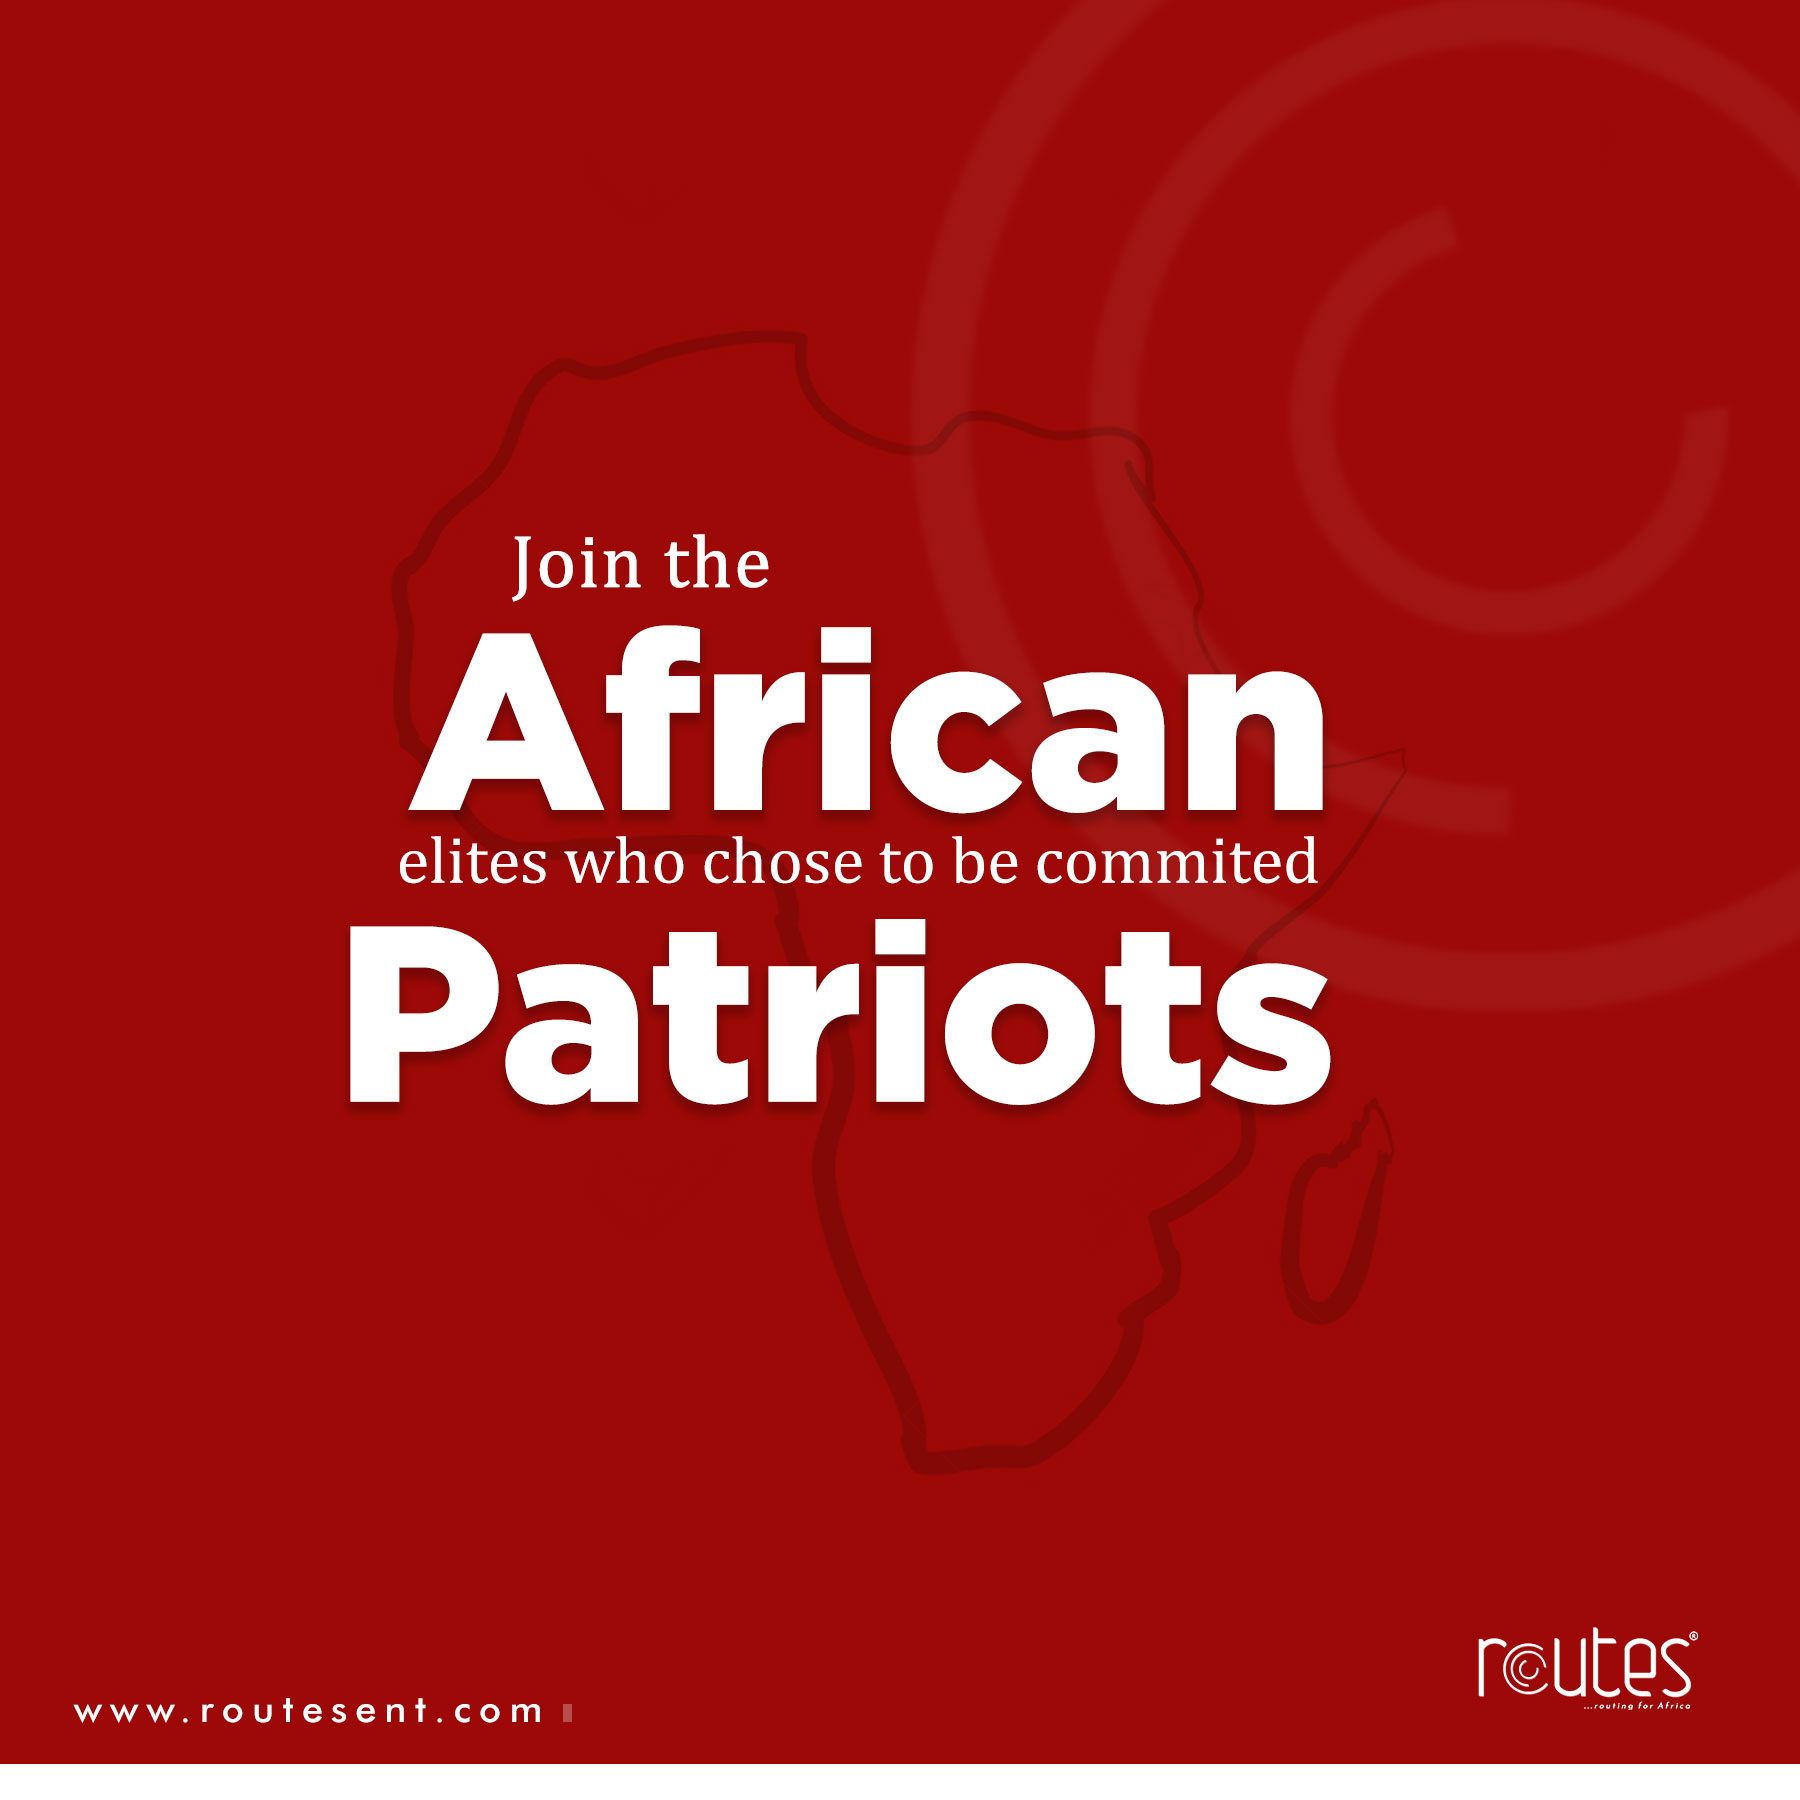 Join the
African
elites who chose to be commited
Patriots
routes®
...routing for Africa
www.routesent.com